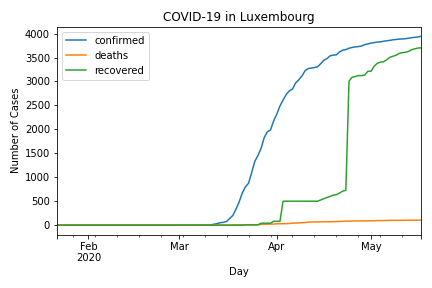 COVID-19 in Luxembourg
confirmed
deaths
recovered
Number of Cases
4000
3500
3000
2500
2000
1500
1000
500
0
Feb
2020
Mar
Apr
May
Day